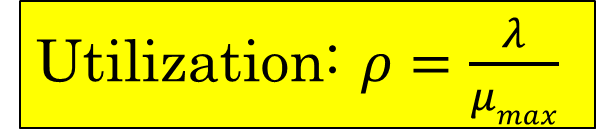 Utilization: ρ = λ / μ_max